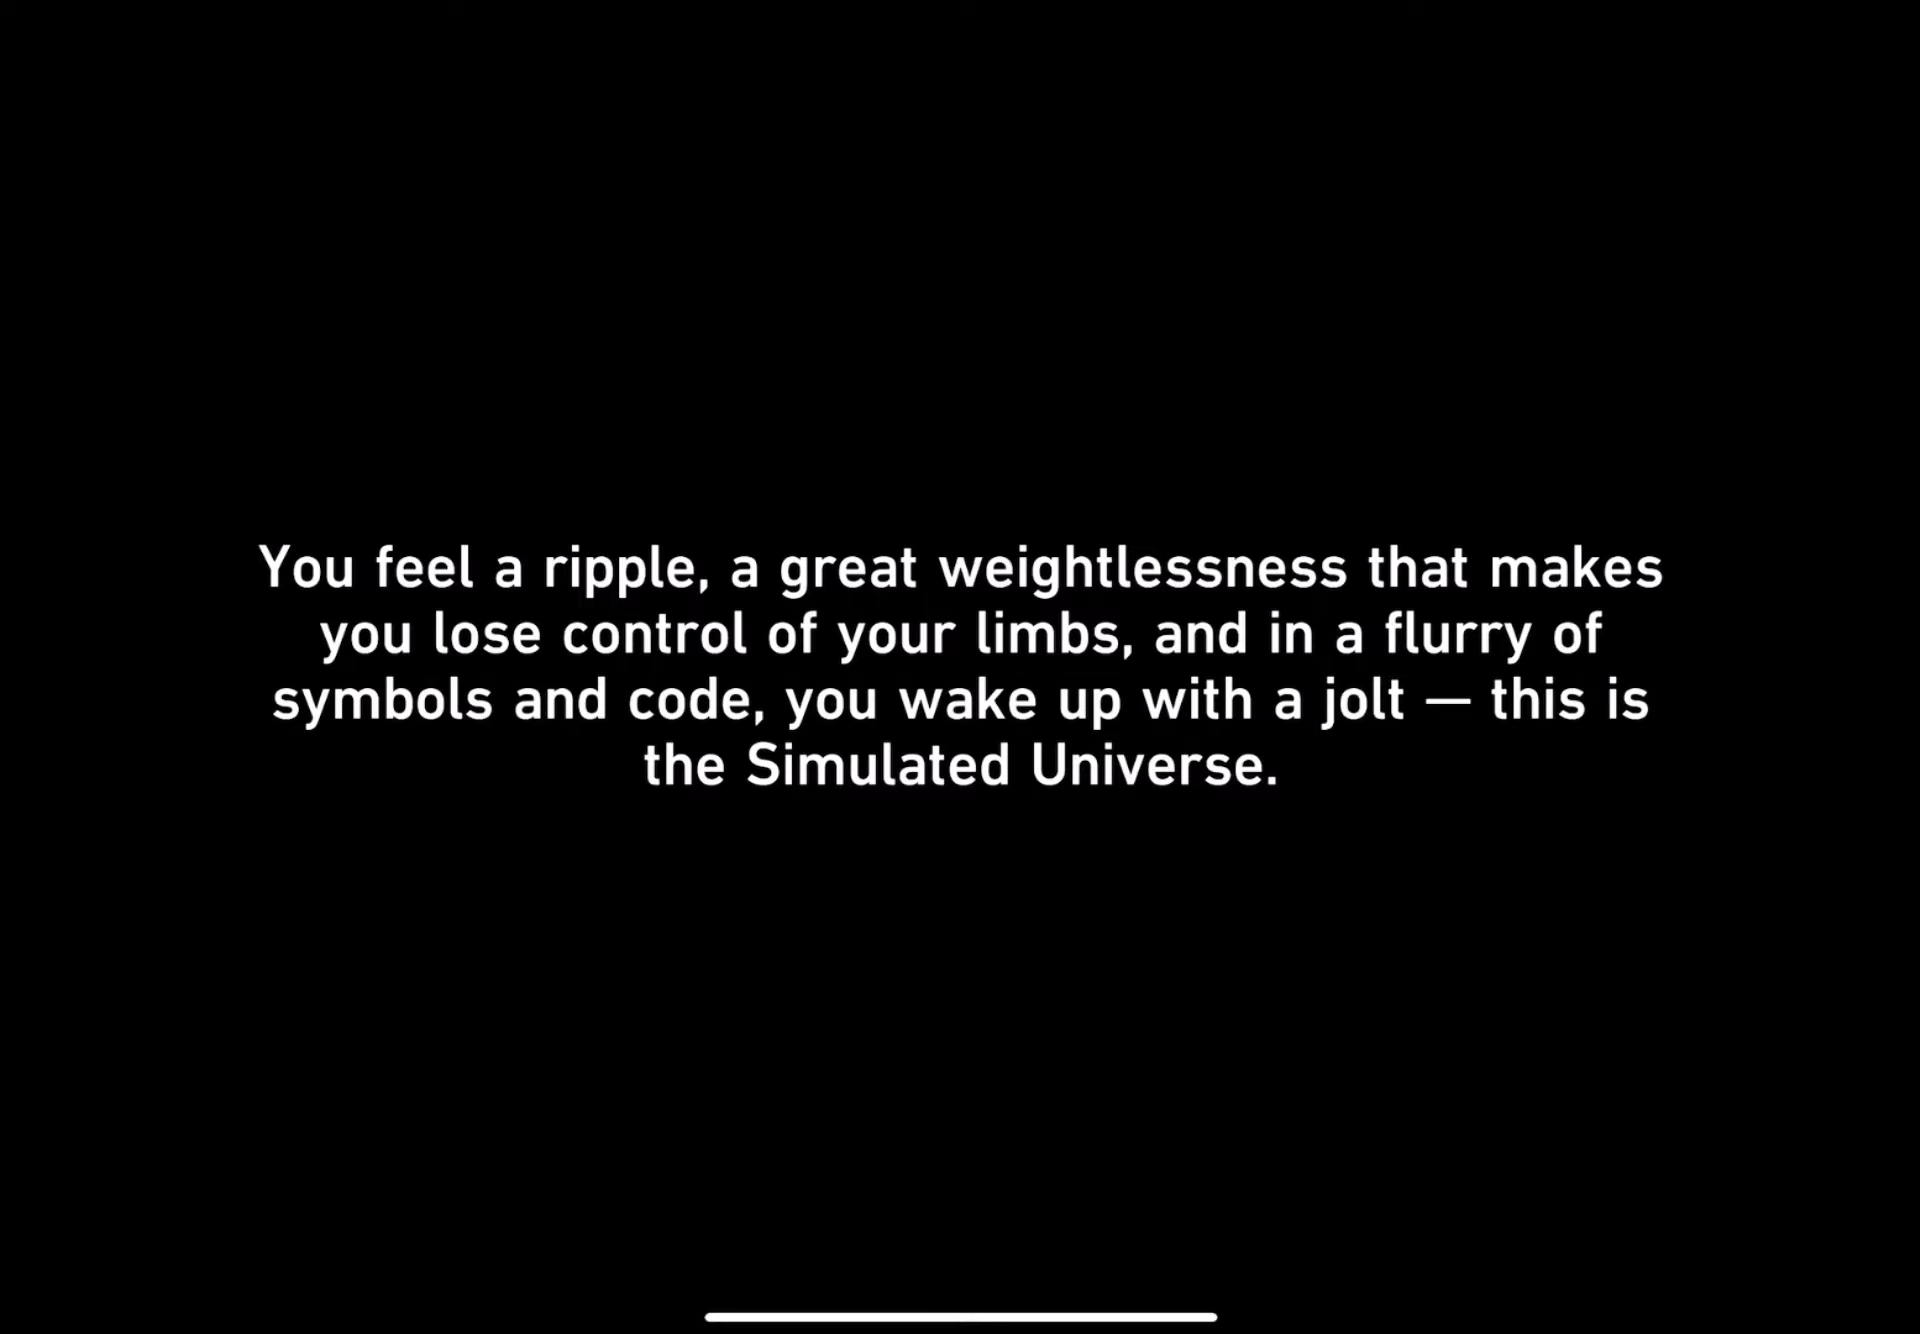 You feel a ripple, a great weightlessness that makes
you lose control of your limbs, and in a flurry of
symbols and code, you wake up with a jolt — this is
the Simulated Universe.